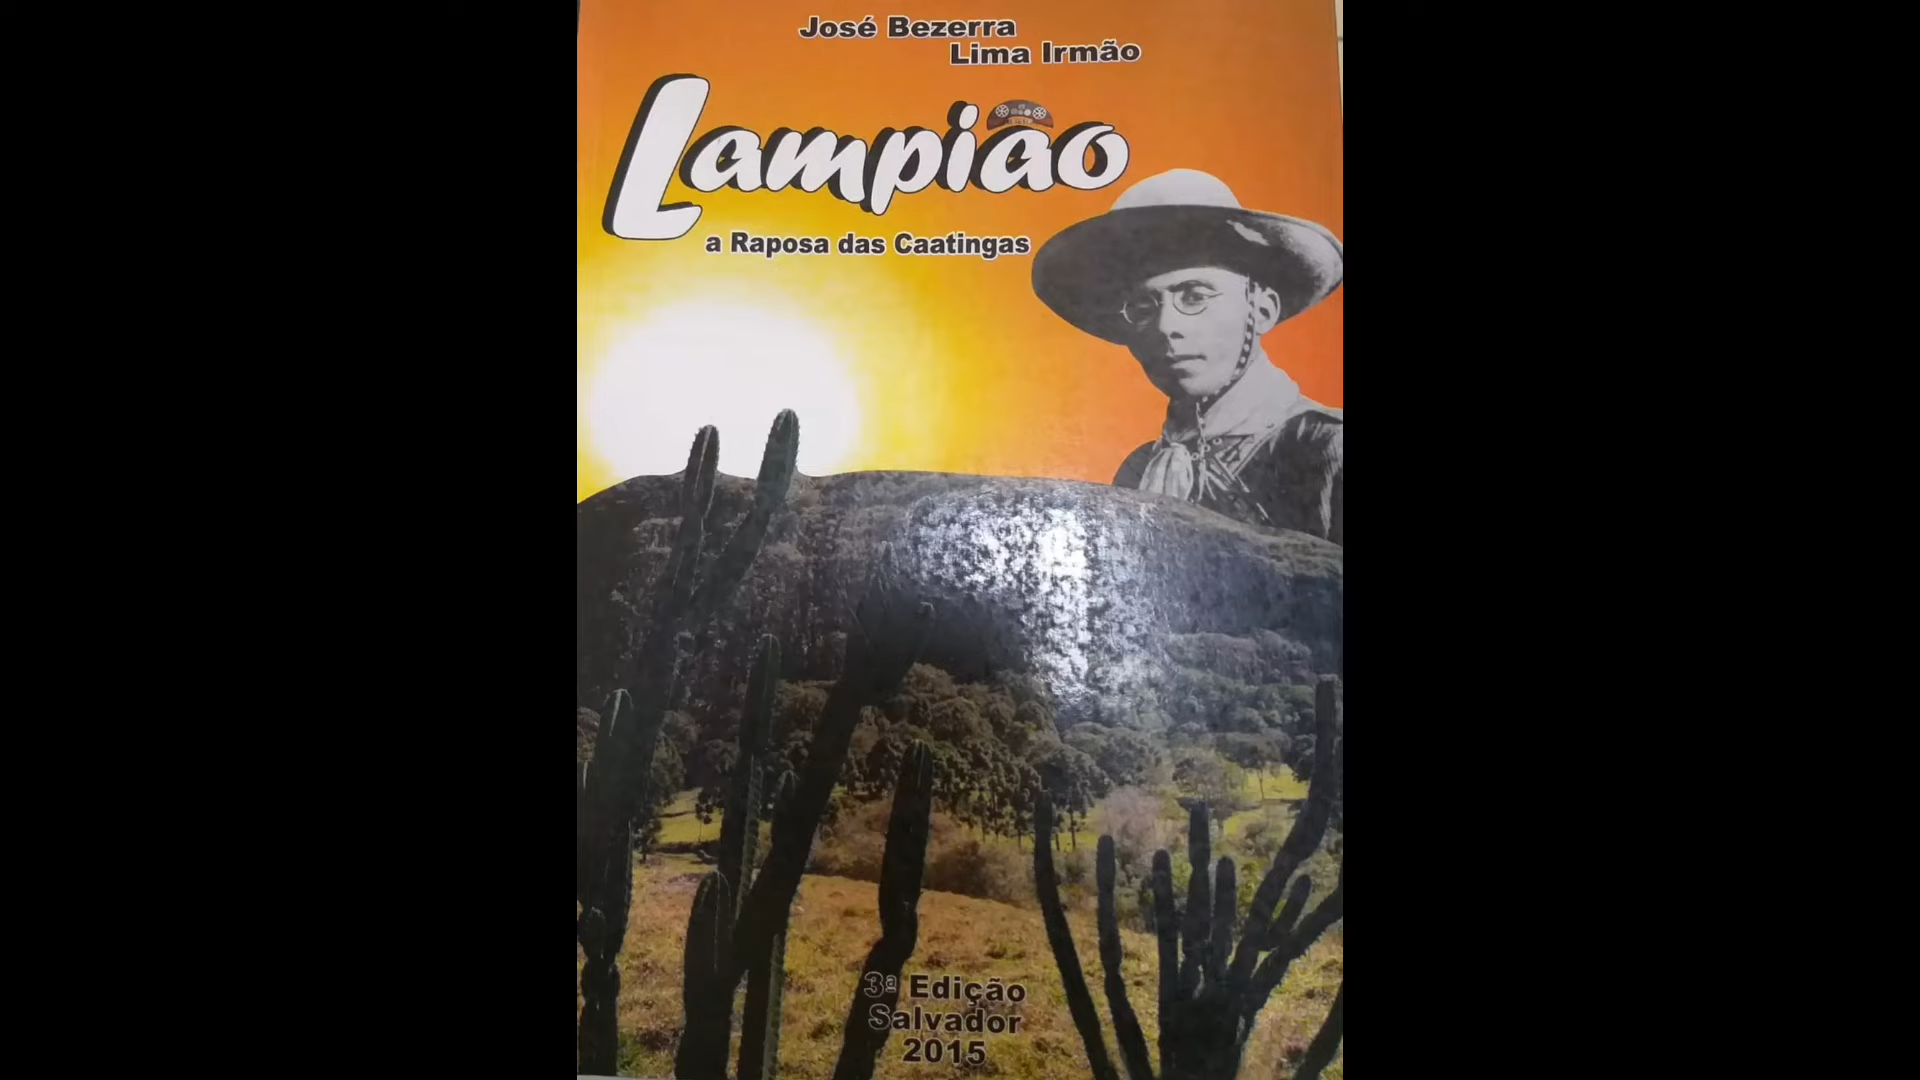 José Bezerra
Lima Irmão
Lampião
a Raposa das Caatingas
3ª Edição
Salvador
2015